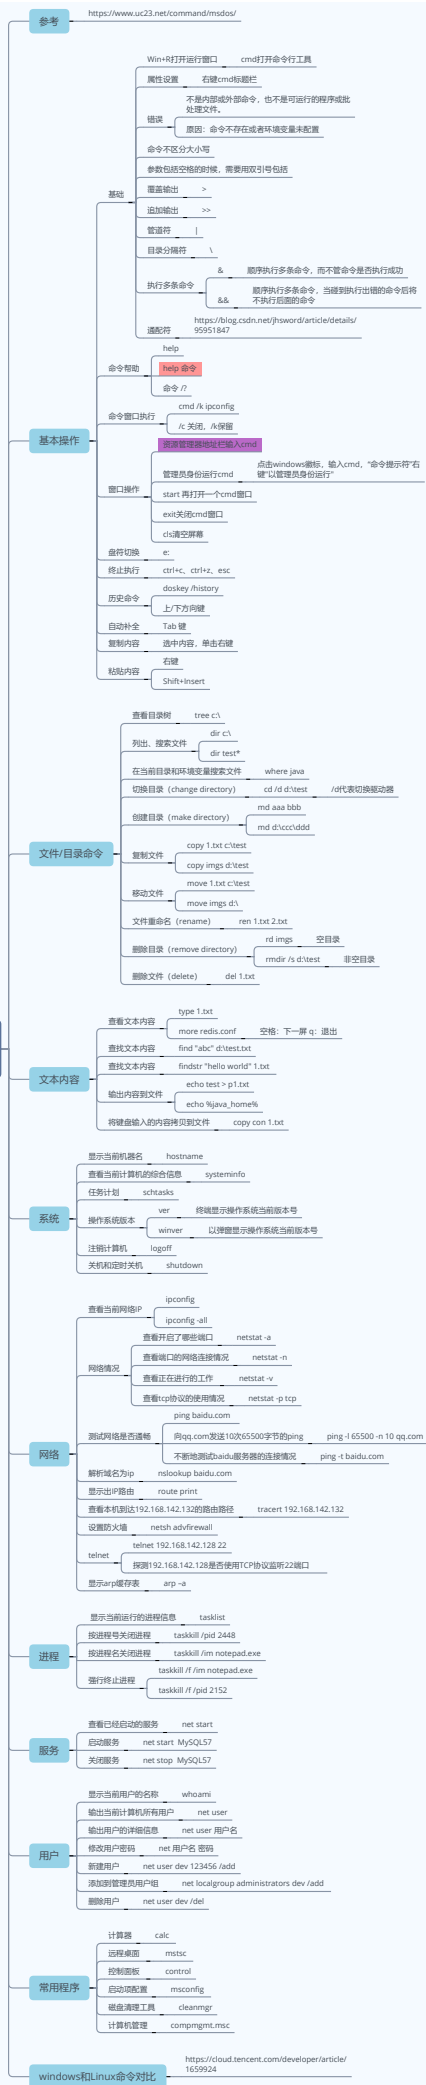 参考
https://www.uc23.net/command/msdos/
基本操作
基础
Win+R打开运行窗口
cmd打开命令行工具
属性设置
右键cmd标题栏
错误
不是内部或外部命令，也不是可运行的程序或批
处理文件。
原因：命令不存在或者环境变量未配置
命令不区分大小写
参数包括空格的时候，需要用双引号包括
覆盖输出
>
追加输出
>>
管道符
|
目录分隔符
\
执行多条命令
&
顺序执行多条命令，而不管命令是否执行成功
&&
顺序执行多条命令，当碰到执行出错的命令后将
不执行后面的命令
通配符
https://blog.csdn.net/jhsword/article/details/
95951847
命令帮助
help
help 命令
命令 /?
命令窗口执行
cmd /k ipconfig
/c 关闭，/k保留
窗口操作
资源管理器地址栏输入cmd
管理员身份运行cmd
点击windows徽标，输入cmd，"命令提示符"右
键"以管理员身份运行"
start 再打开一个cmd窗口
exit关闭cmd窗口
cls清空屏幕
盘符切换
e:
终止执行
ctrl+c、ctrl+z、esc
历史命令
doskey /history
上/下方向键
自动补全
Tab 键
复制内容
选中内容，单击右键
粘贴内容
右键
Shift+Insert
文件/目录命令
查看目录树
tree c:\
列出、搜索文件
dir c:\
dir test*
在当前目录和环境变量搜索文件
where java
切换目录（change directory）
cd /d d:\test
/d代表切换驱动器
创建目录（make directory）
md aaa bbb
md d:\ccc\ddd
复制文件
copy 1.txt c:\test
copy imgs d:\test
移动文件
move 1.txt c:\test
move imgs d:\
文件重命名（rename）
ren 1.txt 2.txt
删除目录（remove directory）
rd imgs
空目录
rmdir /s d:\test
非空目录
删除文件（delete）
del 1.txt
文本内容
查看文本内容
type 1.txt
more redis.conf
空格：下一屏 q：退出
查找文本内容
find "abc" d:\test.txt
查找文本内容
findstr "hello world" 1.txt
输出内容到文件
echo test > p1.txt
echo %java_home%
将键盘输入的内容拷贝到文件
copy con 1.txt
系统
显示当前机器名
hostname
查看当前计算机的综合信息
systeminfo
任务计划
schtasks
操作系统版本
ver
终端显示操作系统当前版本号
winver
以弹窗显示操作系统当前版本号
注销计算机
logoff
关机和定时关机
shutdown
网络
查看当前网络IP
ipconfig
ipconfig -all
网络情况
查看开启了哪些端口
netstat -a
查看端口的网络连接情况
netstat -n
查看正在进行的工作
netstat -v
查看tcp协议的使用情况
netstat -p tcp
测试网络是否通畅
ping baidu.com
向qq.com发送10次65500字节的ping
ping -l 65500 -n 10 qq.com
不断地测试baidu服务器的连接情况
ping -t baidu.com
解析域名为ip
nslookup baidu.com
显示出IP路由
route print
查看本机到达192.168.142.132的路由路径
tracert 192.168.142.132
设置防火墙
netsh advfirewall
telnet
telnet 192.168.142.128 22
探测192.168.142.128是否使用TCP协议监听22端口
显示arp缓存表
arp –a
进程
显示当前运行的进程信息
tasklist
按进程号关闭进程
taskkill /pid 2448
按进程名关闭进程
taskkill /im notepad.exe
强行终止进程
taskkill /f /im notepad.exe
taskkill /f /pid 2152
服务
查看已经启动的服务
net start
启动服务
net start MySQL57
关闭服务
net stop MySQL57
用户
显示当前用户的名称
whoami
输出当前计算机所有用户
net user
输出用户的详细信息
net user 用户名
修改用户密码
net 用户名 密码
新建用户
net user dev 123456 /add
添加到管理员用户组
net localgroup administrators dev /add
删除用户
net user dev /del
常用程序
计算器
calc
远程桌面
mstsc
控制面板
control
启动项配置
msconfig
磁盘清理工具
cleanmgr
计算机管理
compmgmt.msc
windows和Linux命令对比
https://cloud.tencent.com/developer/article/
1659924